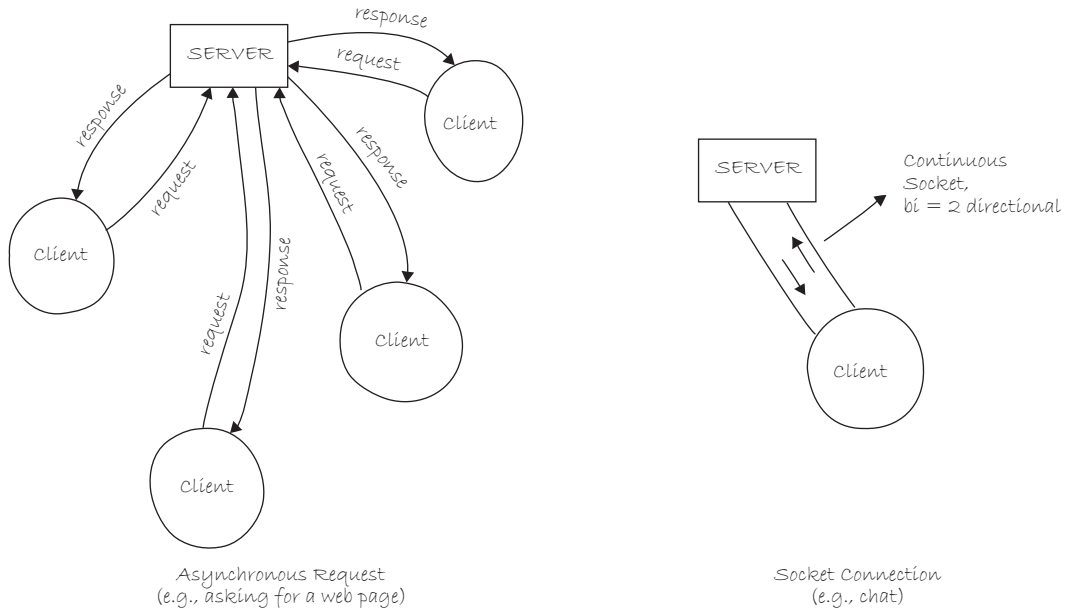 SERVER
response
request
Client
response
request
Client
request
response
Client
request
response
Client
Asynchronous Request
(e.g., asking for a web page)
SERVER
Continuous
Socket,
bi = 2 directional
Client
Socket Connection
(e.g., chat)